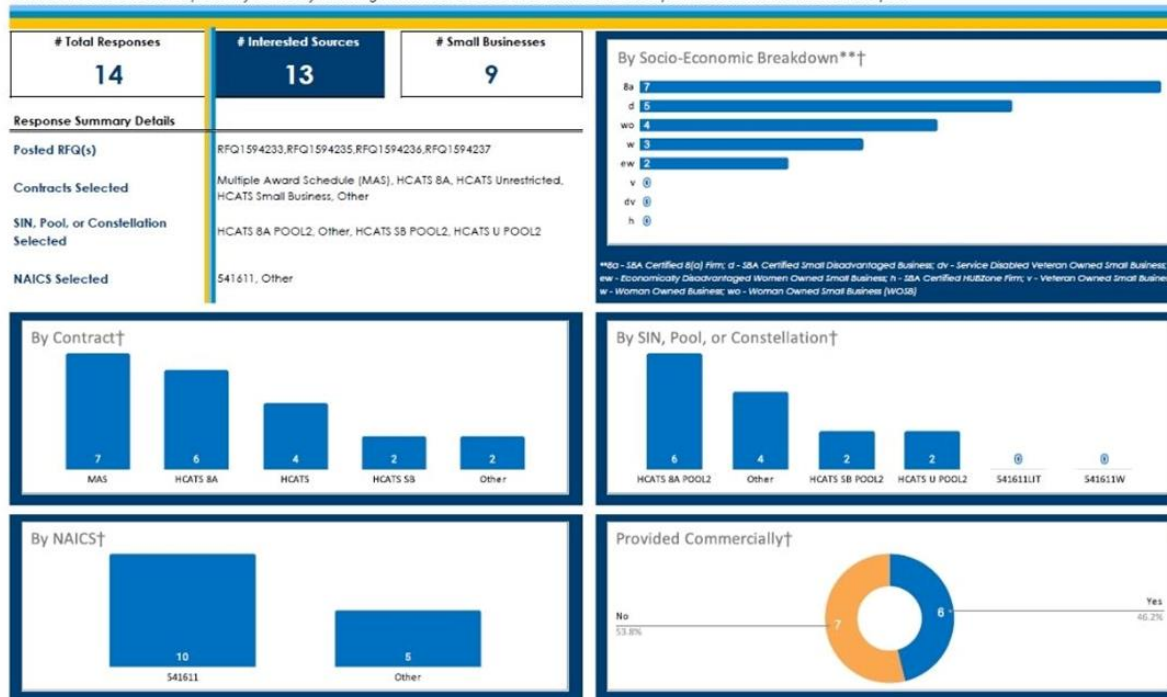 # Total Responses
14
# Interested Sources
13
# Small Businesses
9
Response Summary Details
Posted RFQ(s)
RFQ1594233,RFQ1594235,RFQ1594236,RFQ1594237
Contracts Selected
Multiple Award Schedule (MAS), HCATS 8A, HCATS Unrestricted,
HCATS Small Business, Other
SIN, Pool, or Constellation
Selected
HCATS 8A POOL2, Other, HCATS SB POOL2, HCATS U POOL2
NAICS Selected
541611, Other
By Socio-Economic Breakdown**†
8a 7
d 5
wo 4
w 3
ew 2
v 0
dv 0
h 0
**8a - SBA Certified 8(a) Firm; d - SBA Certified Small Disadvantaged Business; dv - Service Disabled Veteran Owned Small Business;
ew - Economically Disadvantaged Women Owned Small Business; h - SBA Certified HUBZone Firm; v - Veteran Owned Small Busines
w - Woman Owned Business; wo - Woman Owned Small Business (WOSB)
By Contract†
7 6 4 2 2
MAS HCATS 8A HCATS HCATS SB Other
By SIN, Pool, or Constellation†
6 4 2 2 0 0
HCATS 8A POOL2 Other HCATS SB POOL2 HCATS U POOL2 541611LIT 541611W
By NAICS†
10 5
541611 Other
Provided Commercially†
No
53.8%
7
6
Yes
46.2%